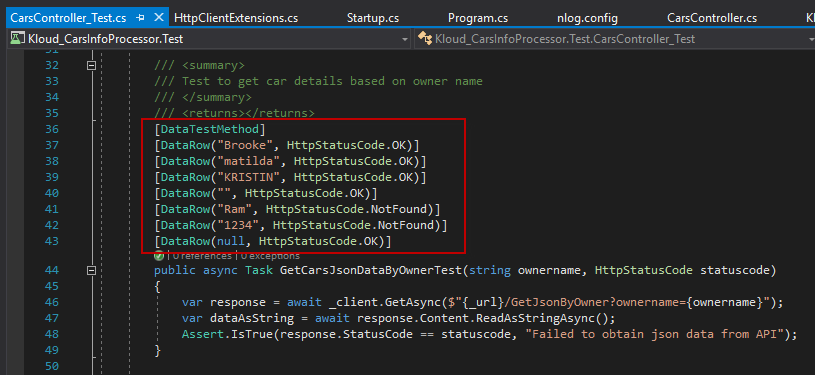 CarsController_Test.cs HttpClientExtensions.cs Startup.cs Program.cs nlog.config CarsController.cs
Kloud_CarsInfoProcessor.Test Kloud_CarsInfoProcessor.Test.CarsController_Test
32 /// <summary>
33 /// Test to get car details based on owner name
34 /// </summary>
35 /// <returns></returns>
36 [DataTestMethod]
37 [DataRow("Brooke", HttpStatusCode.OK)]
38 [DataRow("matilda", HttpStatusCode.OK)]
39 [DataRow("KRISTIN", HttpStatusCode.OK)]
40 [DataRow("", HttpStatusCode.OK)]
41 [DataRow("Ram", HttpStatusCode.NotFound)]
42 [DataRow("1234", HttpStatusCode.NotFound)]
43 [DataRow(null, HttpStatusCode.OK)]
0 references | 0 exceptions
44 public async Task GetCarsJsonDataByOwnerTest(string ownername, HttpStatusCode statuscode)
45 {
46 var response = await _client.GetAsync($"{_url}/GetJsonByOwner?ownername={ownername}");
47 var dataAsString = await response.Content.ReadAsStringAsync();
48 Assert.IsTrue(response.StatusCode == statuscode, "Failed to obtain json data from API");
49 }
50